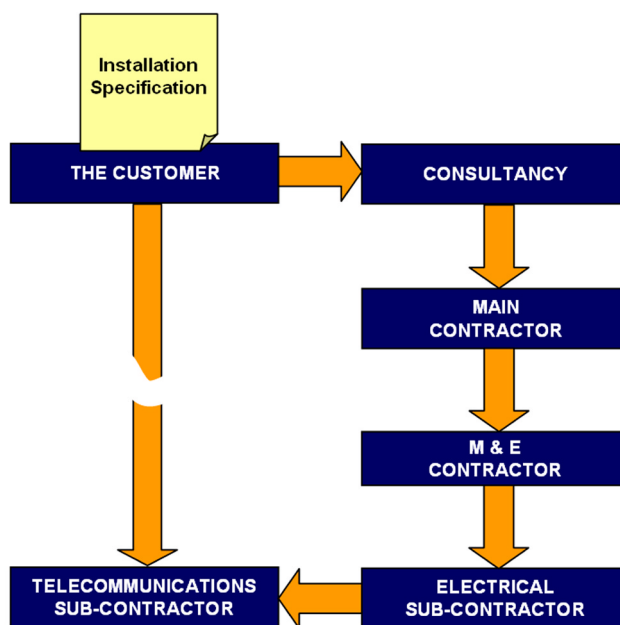 Installation
Specification
THE CUSTOMER
CONSULTANCY
MAIN
CONTRACTOR
M & E
CONTRACTOR
TELECOMMUNICATIONS
SUB-CONTRACTOR
ELECTRICAL
SUB-CONTRACTOR